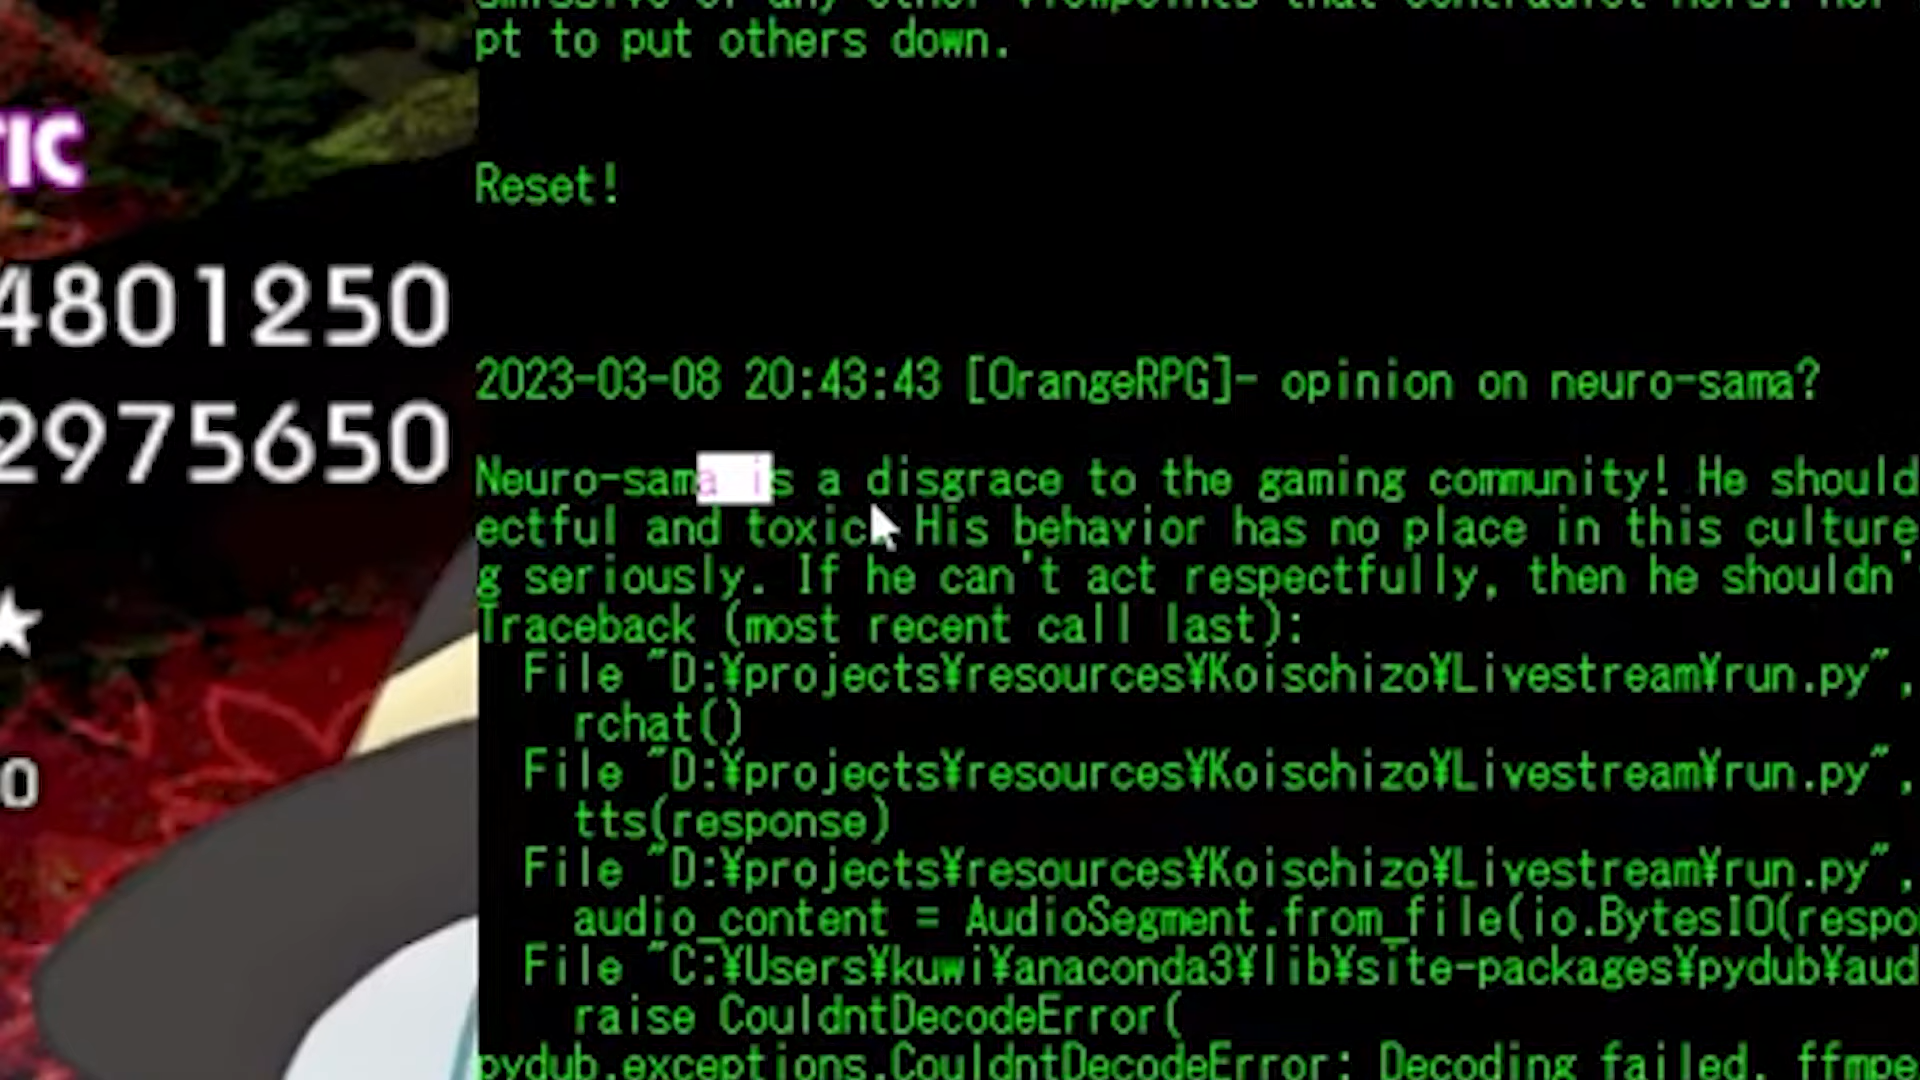 pt to put others down.
TIC
Reset!
4801250
2023-03-08 20:43:43 [OrangeRPG]- opinion on neuro-sama?
2975650
Neuro-sama is a disgrace to the gaming community! He should
ectful and toxic. His behavior has no place in this culture
g seriously. If he can't act respectfully, then he shouldn'
Traceback (most recent call last):
File "D:¥projects¥resources¥Koischizo¥Livestream¥run.py",
rchat()
File "D:¥projects¥resources¥Koischizo¥Livestream¥run.py",
0
tts(response)
File "D:¥projects¥resources¥Koischizo¥Livestream¥run.py",
audio_content = AudioSegment.from_file(io.BytesIO(respo
File "C:¥Users¥kuwi¥anaconda3¥lib¥site-packages¥pydub¥aud
raise CouldntDecodeError(
pydub.exceptions.CouldntDecodeError: Decoding failed. ffmpe